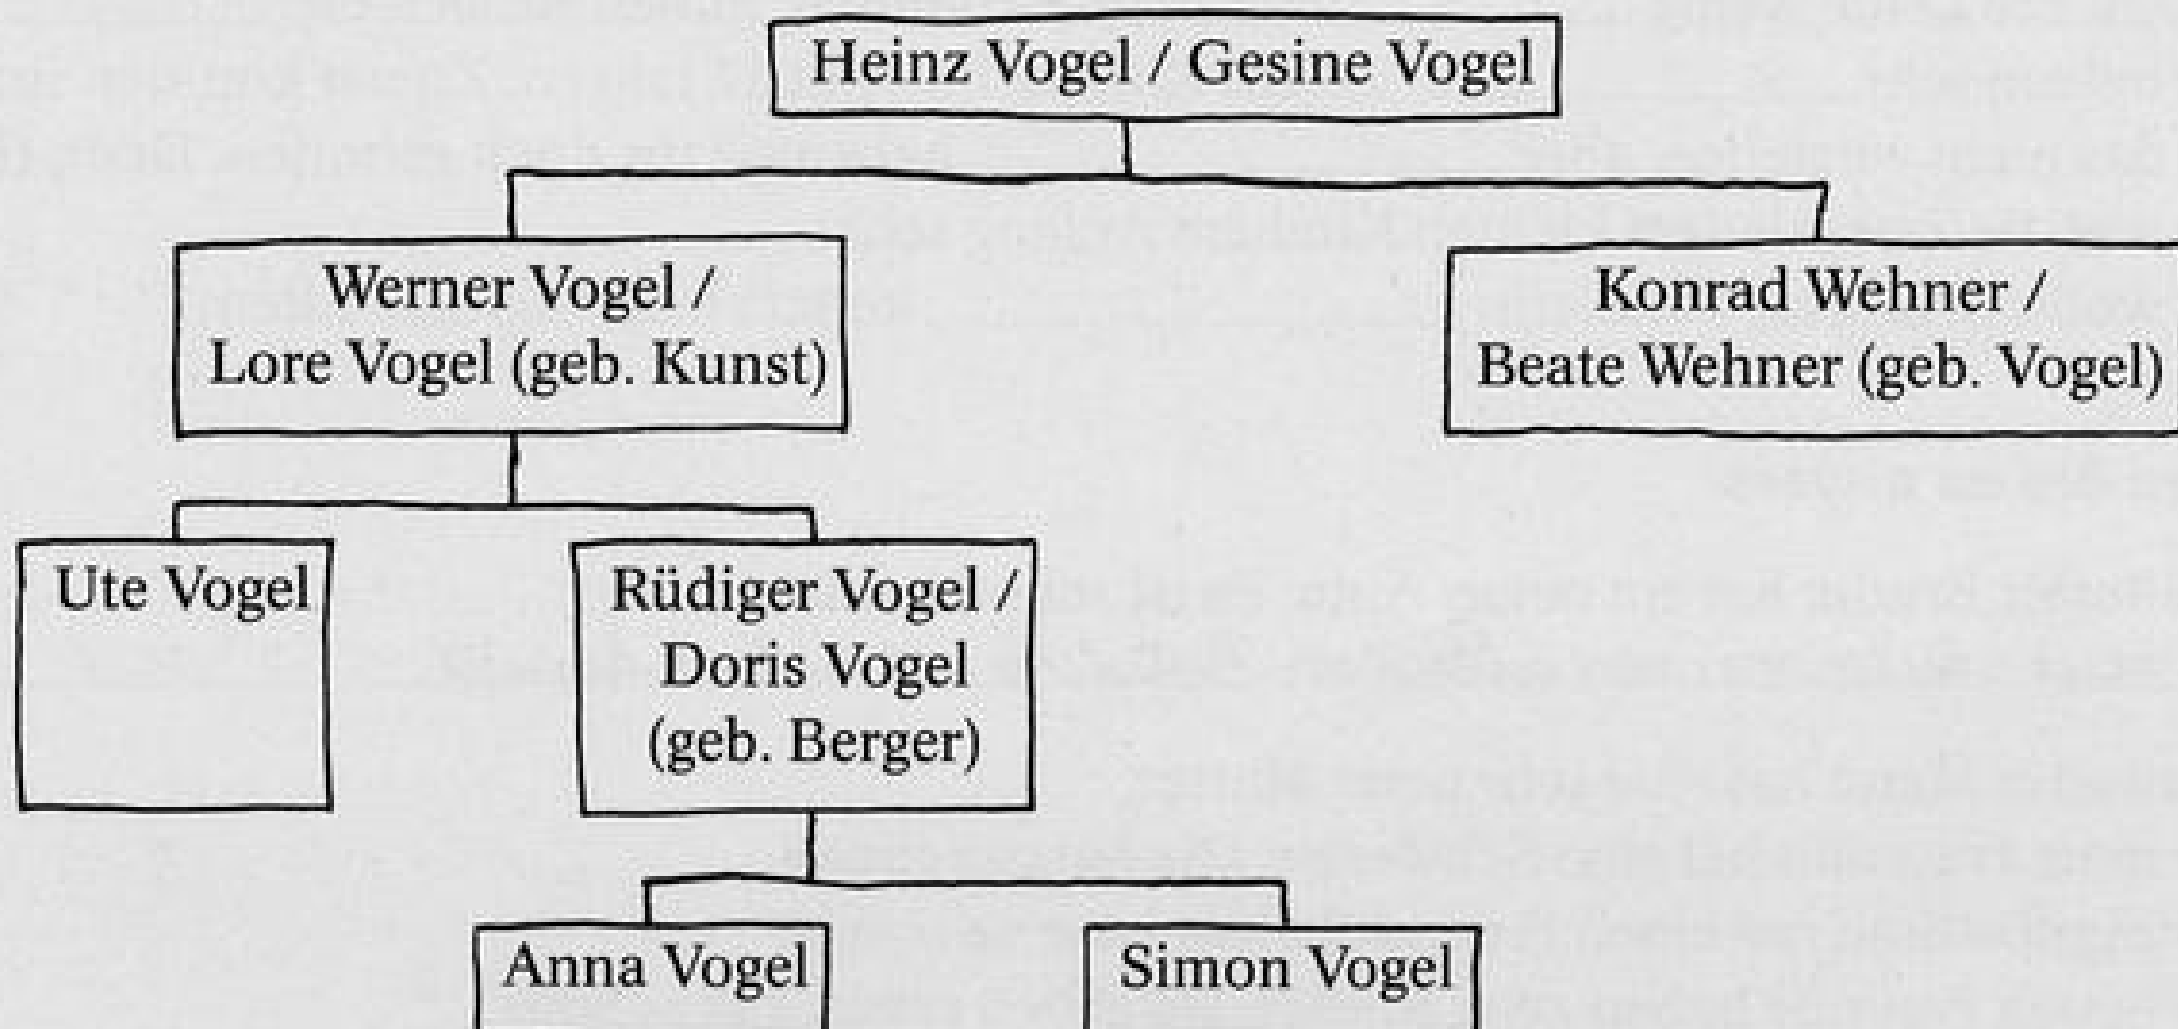 Heinz Vogel / Gesine Vogel
Werner Vogel /
Lore Vogel (geb. Kunst)
Konrad Wehner /
Beate Wehner (geb. Vogel)
Ute Vogel
Rüdiger Vogel /
Doris Vogel
(geb. Berger)
Anna Vogel
Simon Vogel